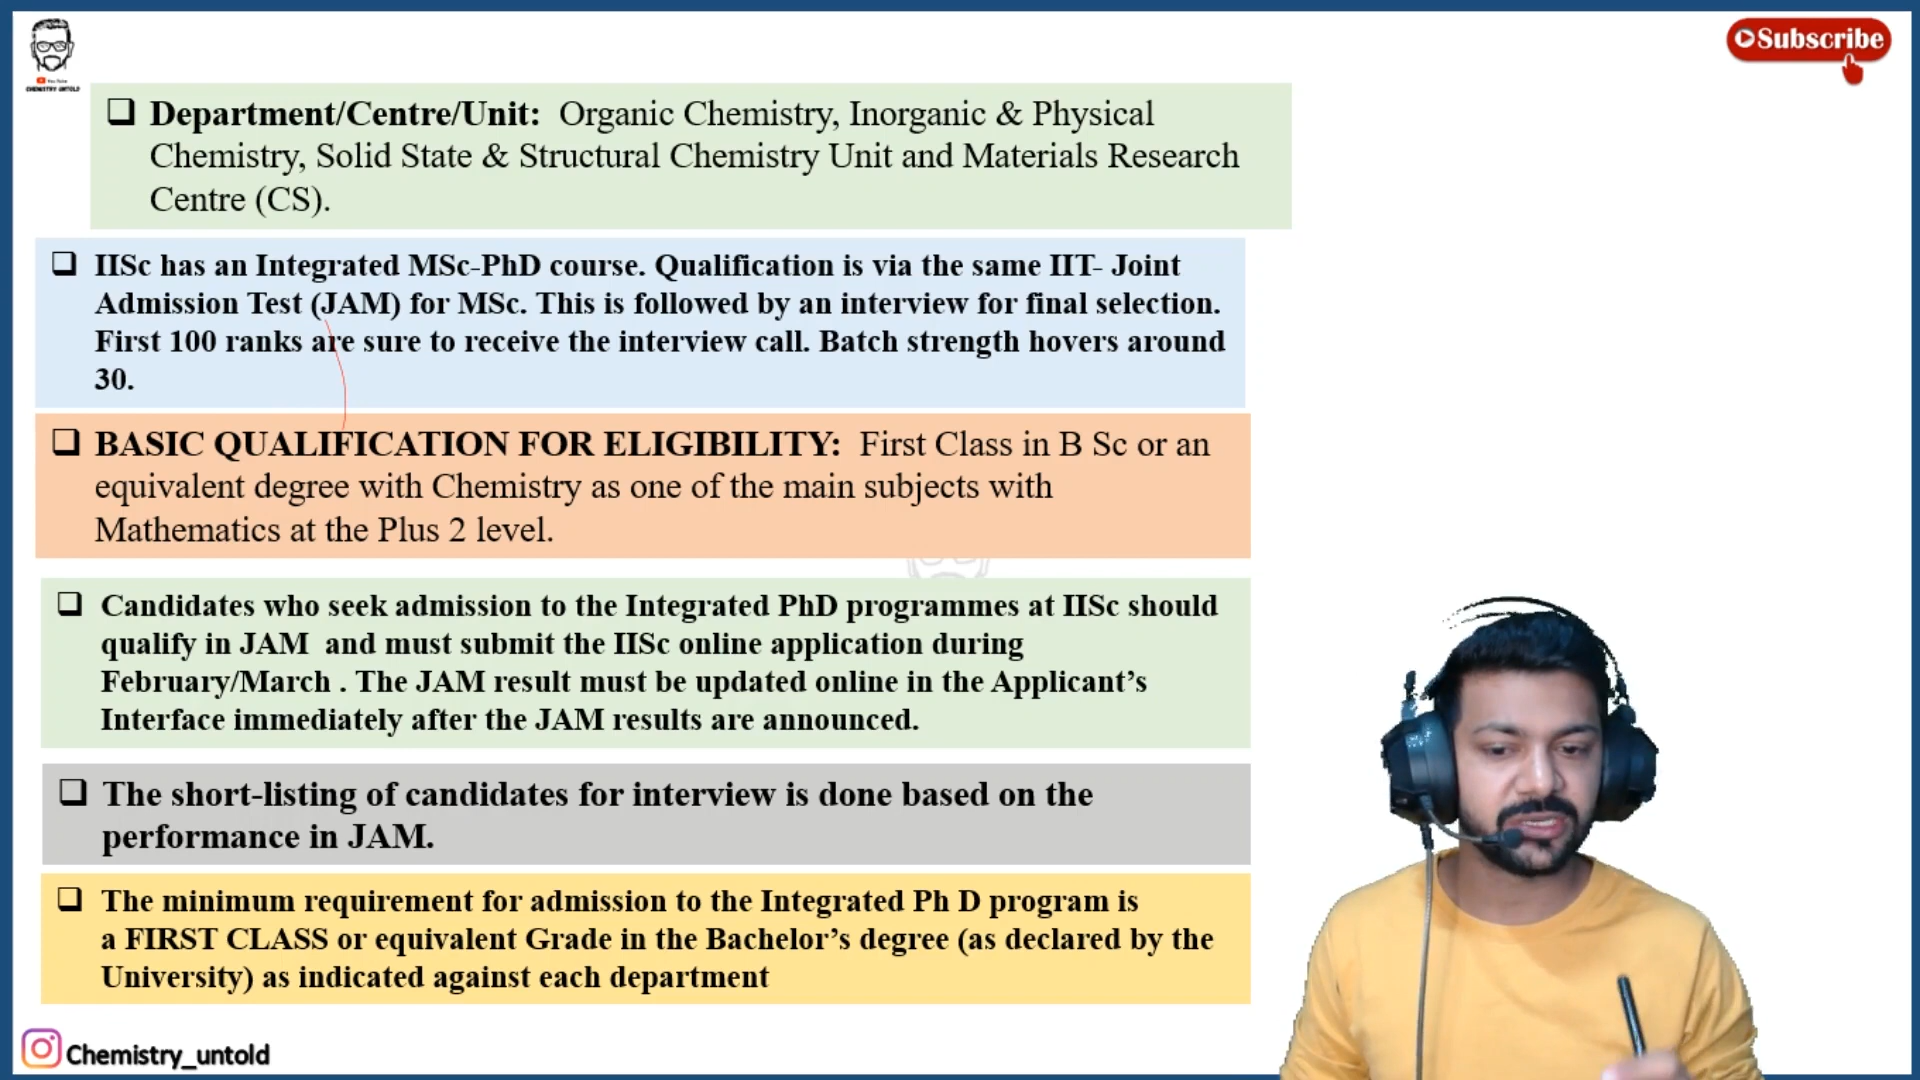 Subscribe
YouTube
CHEMISTRY UNTOLD
Department/Centre/Unit: Organic Chemistry, Inorganic & Physical
Chemistry, Solid State & Structural Chemistry Unit and Materials Research
Centre (CS).
IISc has an Integrated MSc-PhD course. Qualification is via the same IIT- Joint
Admission Test (JAM) for MSc. This is followed by an interview for final selection.
First 100 ranks are sure to receive the interview call. Batch strength hovers around
30.
BASIC QUALIFICATION FOR ELIGIBILITY: First Class in B Sc or an
equivalent degree with Chemistry as one of the main subjects with
Mathematics at the Plus 2 level.
Candidates who seek admission to the Integrated PhD programmes at IISc should
qualify in JAM and must submit the IISc online application during
February/March . The JAM result must be updated online in the Applicant’s
Interface immediately after the JAM results are announced.
The short-listing of candidates for interview is done based on the
performance in JAM.
The minimum requirement for admission to the Integrated Ph D program is
a FIRST CLASS or equivalent Grade in the Bachelor’s degree (as declared by the
University) as indicated against each department
Chemistry_untold